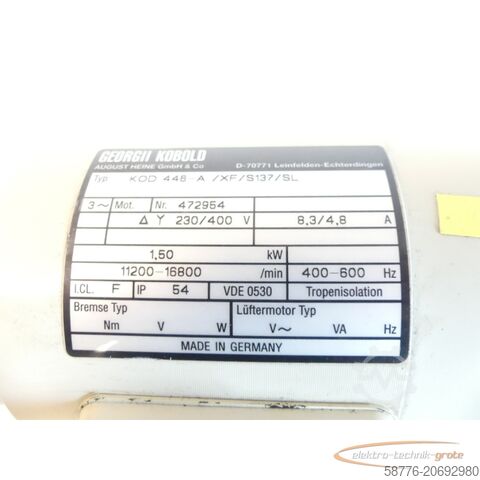 GEORGII KOBOLD
AUGUST HEINE GmbH & Co D-70771 Leinfelden-Echterdingen
Typ KOD 448-A /XF/S137/SL
3~ Mot. Nr. 472954
Δ Y 230/400 V 8,3/4,8 A
1,50 kW
11200-16800 /min 400-600 Hz
I.CL. F IP 54 VDE 0530 Tropenisolation
Bremse Typ Lüftermotor Typ
Nm V W V~ VA Hz
MADE IN GERMANY
elektro-technik-grote
58776-20692980